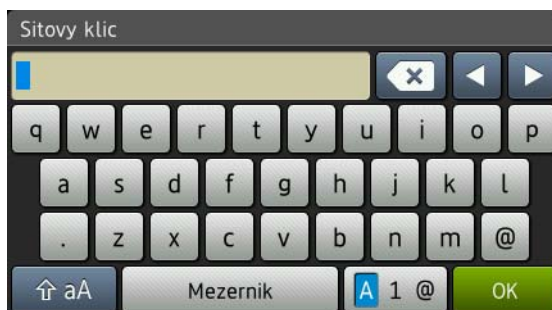 Sitovy klic
q w e r t y u i o p
a s d f g h j k l
. z x c v b n m @
aA Mezernik A 1 @ OK